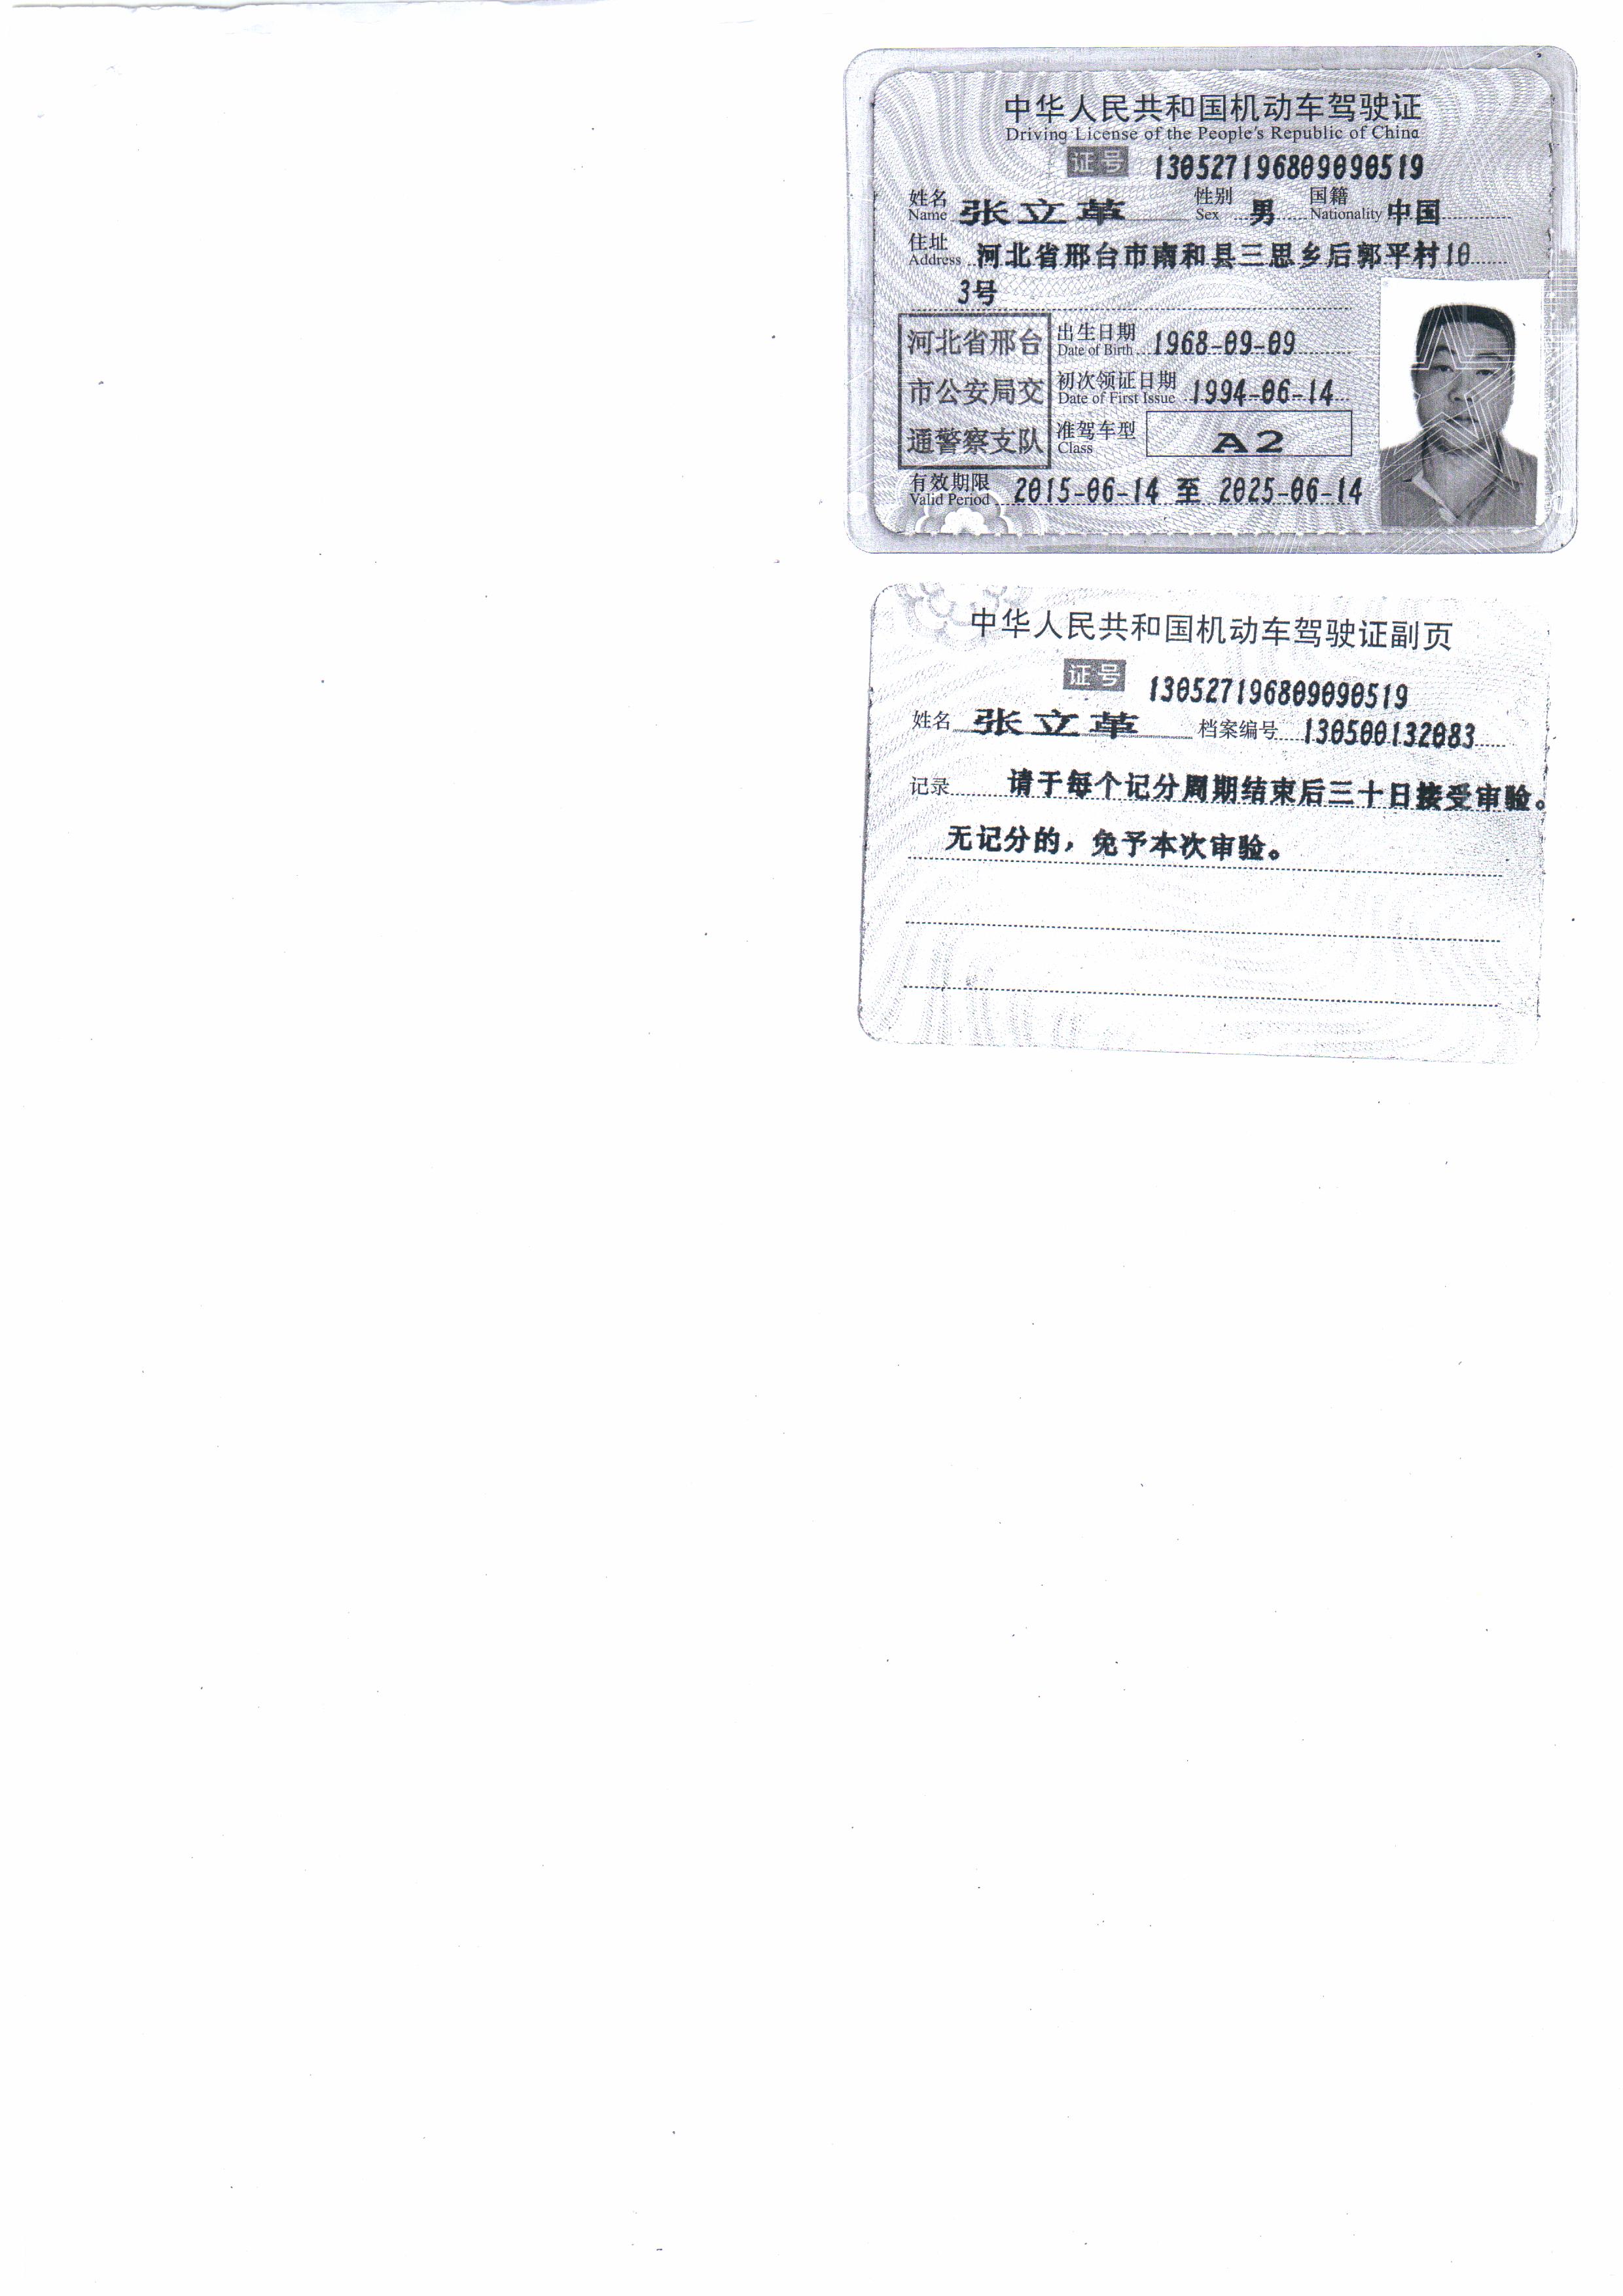 中华人民共和国机动车驾驶证
Driving License of the People's Republic of China
证号 130527196809090519
姓名 Name 张立革 性别 Sex 男 国籍 Nationality 中国
住址 Address 河北省邢台市南和县三思乡后郭平村10
3号
河北省邢台
市公安局交
通警察支队
出生日期 Date of Birth 1968-09-09
初次领证日期 Date of First Issue 1994-06-14
准驾车型 Class A2
有效期限 Valid Period 2015-06-14 至 2025-06-14
中华人民共和国机动车驾驶证副页
证号 130527196809090519
姓名 张立革 档案编号 130500132083
记录 请于每个记分周期结束后三十日接受审验。
无记分的，免予本次审验。